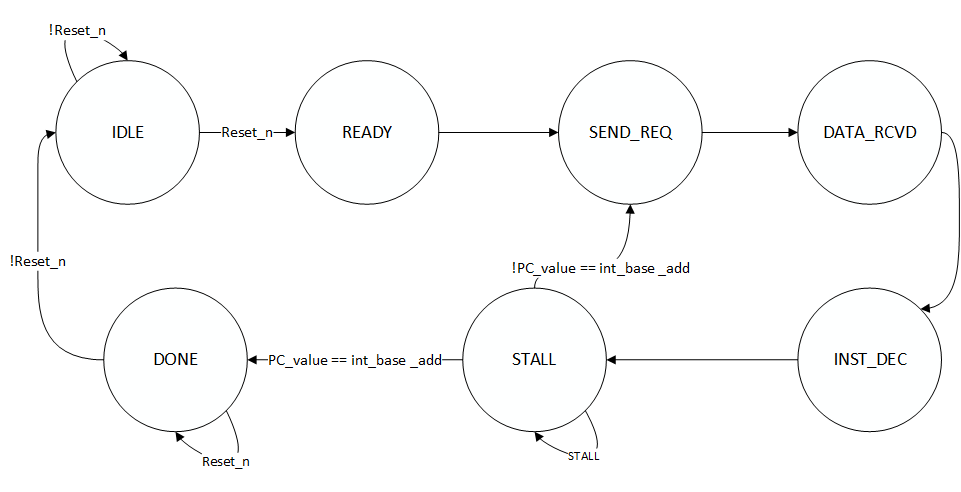 !Reset_n
IDLE
Reset_n
READY
SEND_REQ
DATA_RCVD
!Reset_n
!PC_value == int_base _add
DONE
PC_value == int_base _add
STALL
INST_DEC
Reset_n
STALL